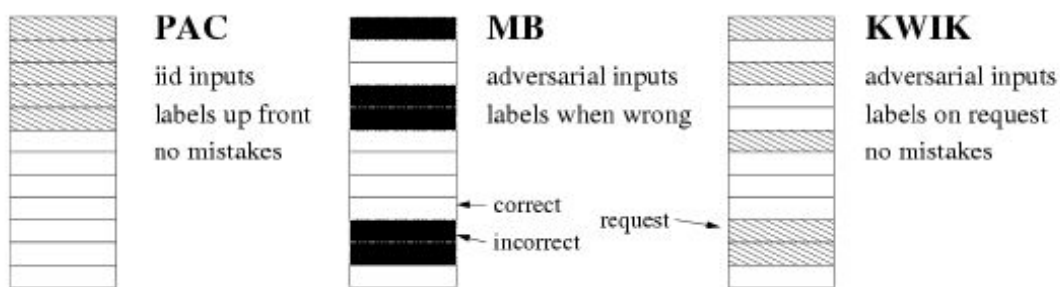 PAC
iid inputs
labels up front
no mistakes
MB
adversarial inputs
labels when wrong
correct
incorrect
KWIK
adversarial inputs
labels on request
no mistakes
request